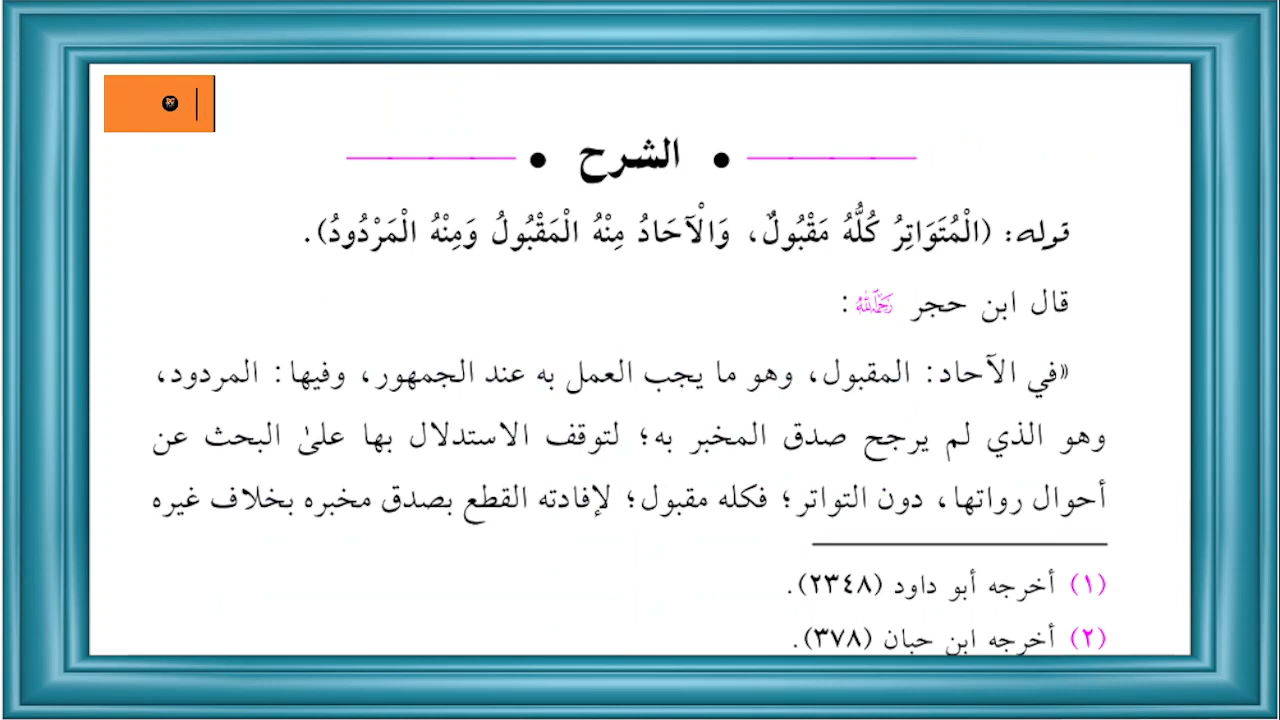 • الشرح •
قوله: (الْمُتَوَاتِرُ كُلُّهُ مَقْبُولٌ، وَالْآحَادُ مِنْهُ الْمَقْبُولُ وَمِنْهُ الْمَرْدُودُ).
قال ابن حجر رَحِمَهُ اللَّهُ:
«في الآحاد: المقبول، وهو ما يجب العمل به عند الجمهور، وفيها: المردود،
وهو الذي لم يرجح صدق المخبر به؛ لتوقف الاستدلال بها علىٰ البحث عن
أحوال رواتها، دون التواتر؛ فكله مقبول؛ لإفادته القطع بصدق مخبره بخلاف غيره
(١) أخرجه أبو داود (٢٣٤٨).
(٢) أخرجه ابن حبان (٣٧٨).